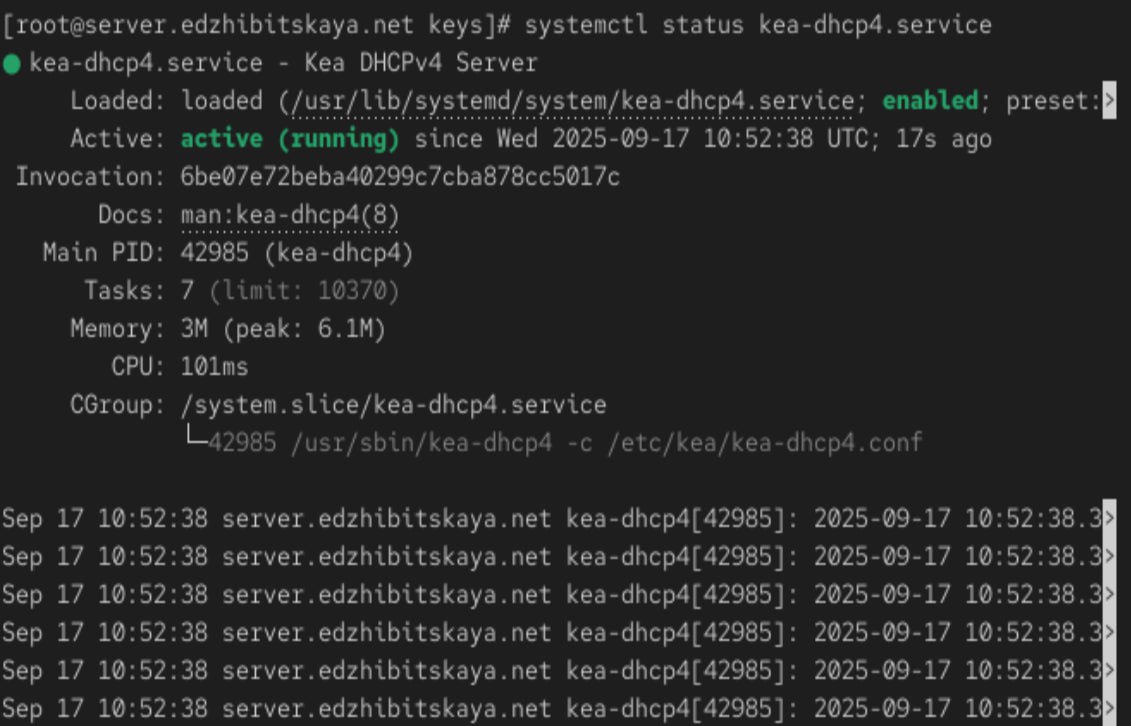 [root@server.edzhibitskaya.net keys]# systemctl status kea-dhcp4.service
● kea-dhcp4.service - Kea DHCPv4 Server
     Loaded: loaded (/usr/lib/systemd/system/kea-dhcp4.service; enabled; preset:>
     Active: active (running) since Wed 2025-09-17 10:52:38 UTC; 17s ago
 Invocation: 6be07e72beba40299c7cba878cc5017c
       Docs: man:kea-dhcp4(8)
   Main PID: 42985 (kea-dhcp4)
      Tasks: 7 (limit: 10370)
     Memory: 3M (peak: 6.1M)
        CPU: 101ms
     CGroup: /system.slice/kea-dhcp4.service
             └─42985 /usr/sbin/kea-dhcp4 -c /etc/kea/kea-dhcp4.conf
Sep 17 10:52:38 server.edzhibitskaya.net kea-dhcp4[42985]: 2025-09-17 10:52:38.3>
Sep 17 10:52:38 server.edzhibitskaya.net kea-dhcp4[42985]: 2025-09-17 10:52:38.3>
Sep 17 10:52:38 server.edzhibitskaya.net kea-dhcp4[42985]: 2025-09-17 10:52:38.3>
Sep 17 10:52:38 server.edzhibitskaya.net kea-dhcp4[42985]: 2025-09-17 10:52:38.3>
Sep 17 10:52:38 server.edzhibitskaya.net kea-dhcp4[42985]: 2025-09-17 10:52:38.3>
Sep 17 10:52:38 server.edzhibitskaya.net kea-dhcp4[42985]: 2025-09-17 10:52:38.3>